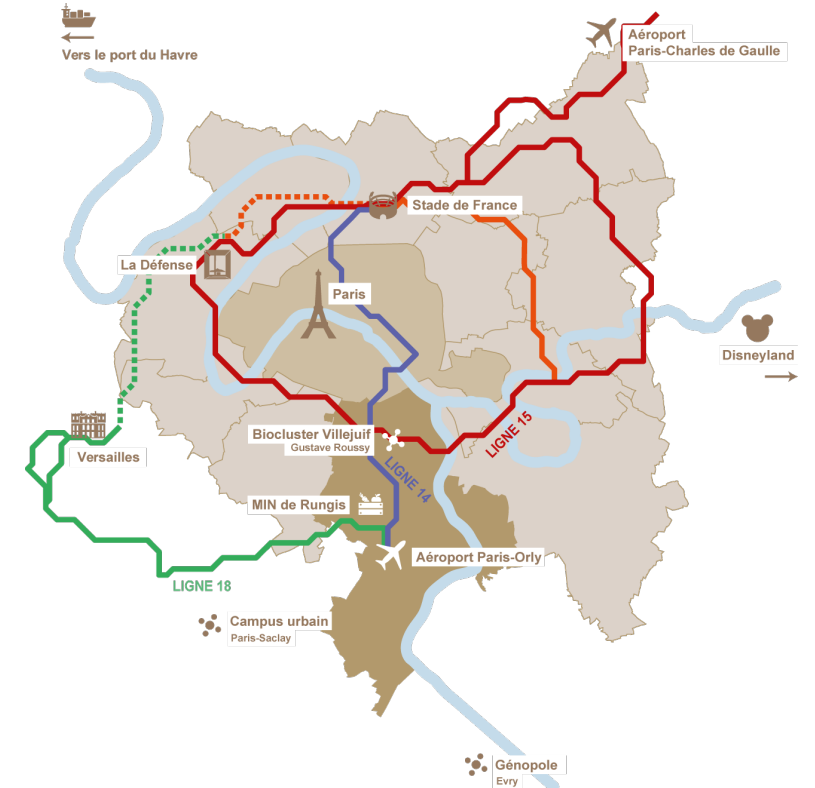 Vers le port du Havre
Aéroport
Paris-Charles de Gaulle
Stade de France
La Défense
Paris
Disneyland
Biocluster Villejuif
Gustave Roussy
LIGNE 15
Versailles
LIGNE 14
MIN de Rungis
Aéroport Paris-Orly
LIGNE 18
Campus urbain
Paris-Saclay
Génopole
Evry